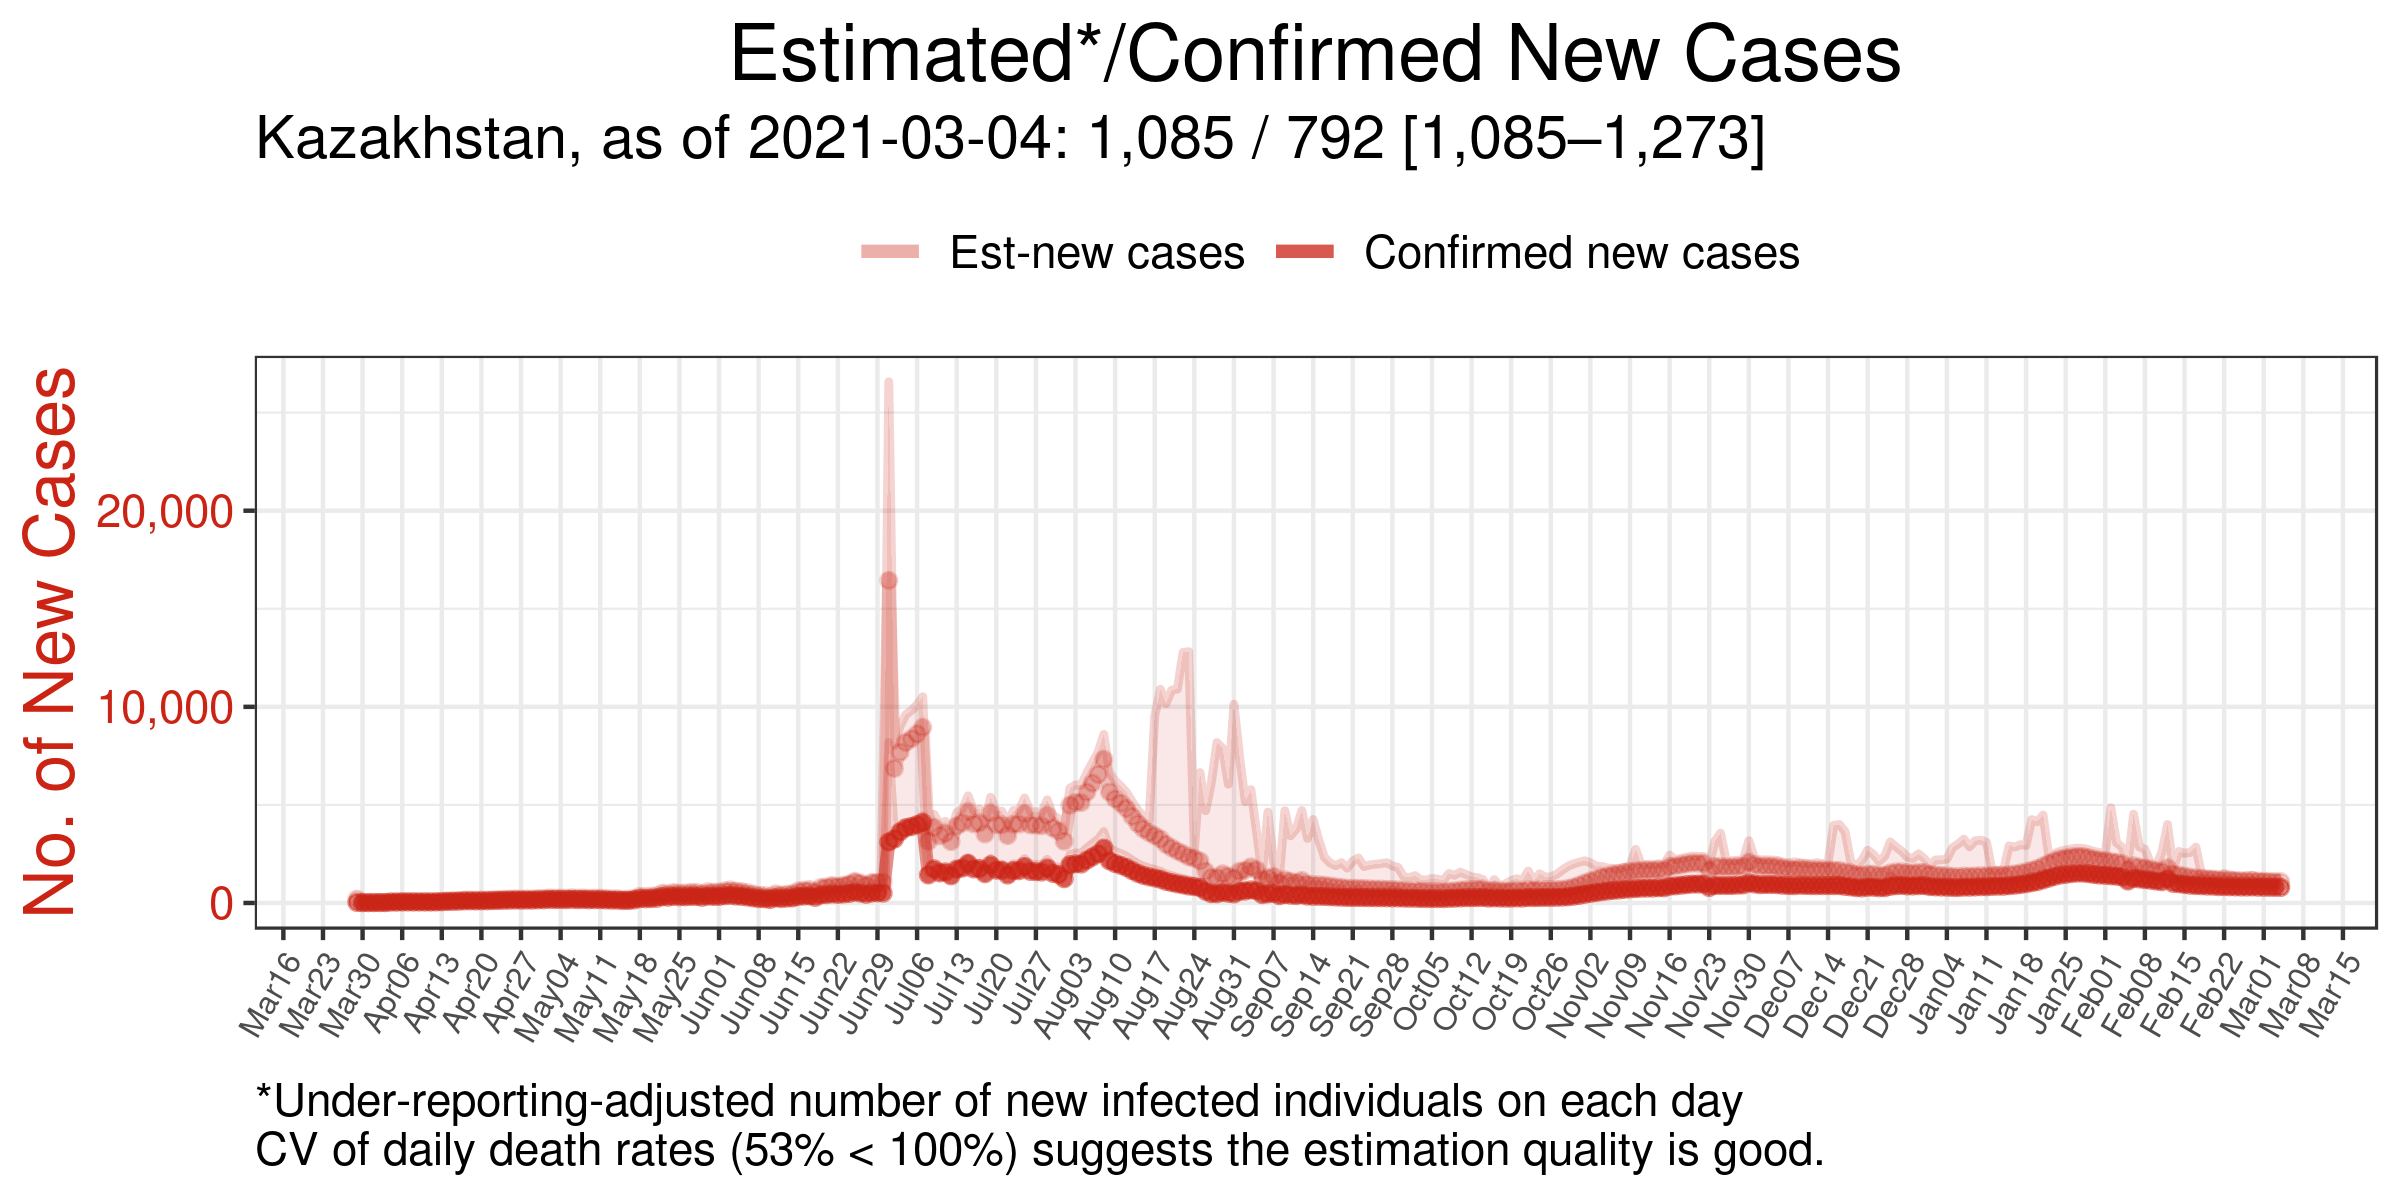 Estimated*/Confirmed New Cases
Kazakhstan, as of 2021-03-04: 1,085 / 792 [1,085–1,273]
Est-new cases
Confirmed new cases
No. of New Cases
20,000
10,000
0
Mar16
Mar23
Mar30
Apr06
Apr13
Apr20
Apr27
May04
May11
May18
May25
Jun01
Jun08
Jun15
Jun22
Jun29
Jul06
Jul13
Jul20
Jul27
Aug03
Aug10
Aug17
Aug24
Aug31
Sep07
Sep14
Sep21
Sep28
Oct05
Oct12
Oct19
Oct26
Nov02
Nov09
Nov16
Nov23
Nov30
Dec07
Dec14
Dec21
Dec28
Jan04
Jan11
Jan18
Jan25
Feb01
Feb08
Feb15
Feb22
Mar01
Mar08
Mar15
*Under-reporting-adjusted number of new infected individuals on each day
CV of daily death rates (53% < 100%) suggests the estimation quality is good.